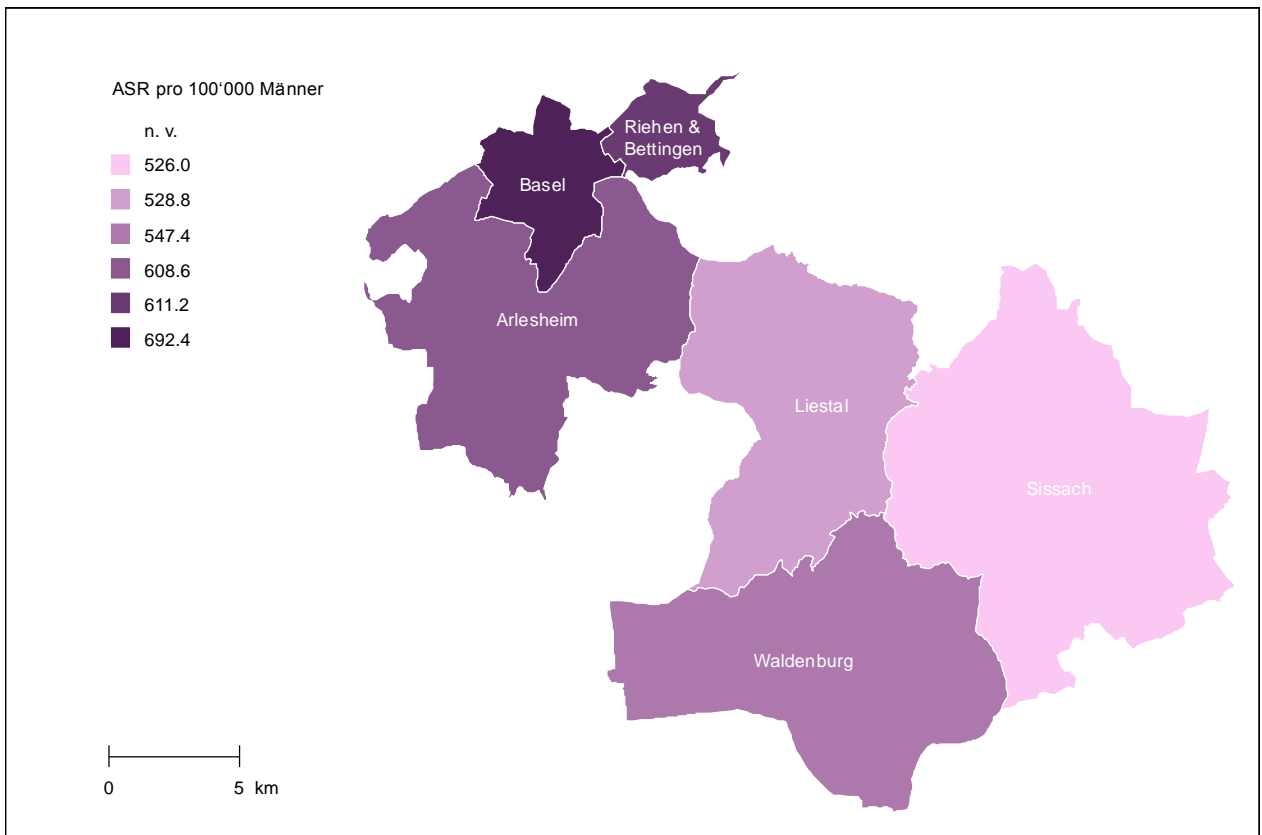 ASR pro 100‘000 Männer
n. v.
526.0
528.8
547.4
608.6
611.2
692.4
Riehen &
Bettingen
Basel
Arlesheim
Liestal
Sissach
Waldenburg
0 5 km